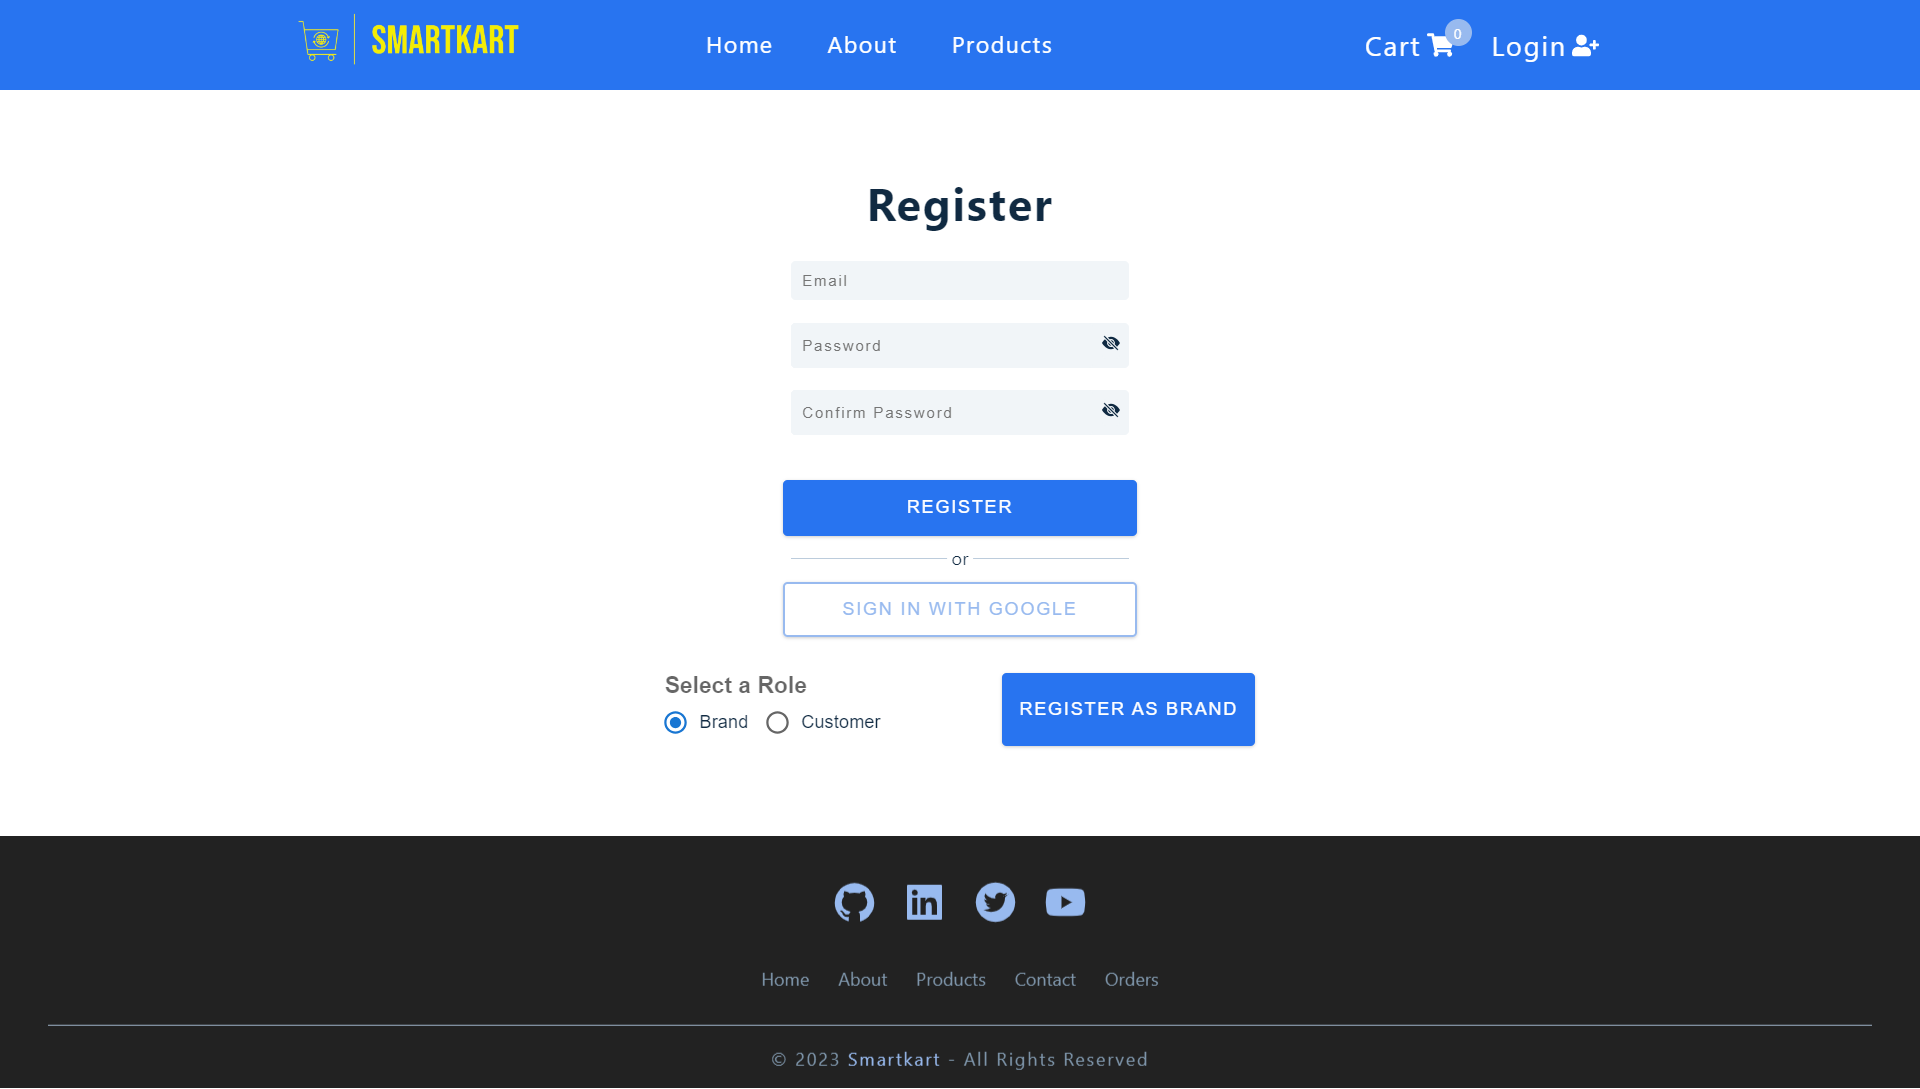 SMARTKART
Home About Products
Cart 0 Login
Register
Email
Password
Confirm Password
REGISTER
or
SIGN IN WITH GOOGLE
Select a Role
Brand Customer
REGISTER AS BRAND
in
Home About Products Contact Orders
© 2023 Smartkart - All Rights Reserved